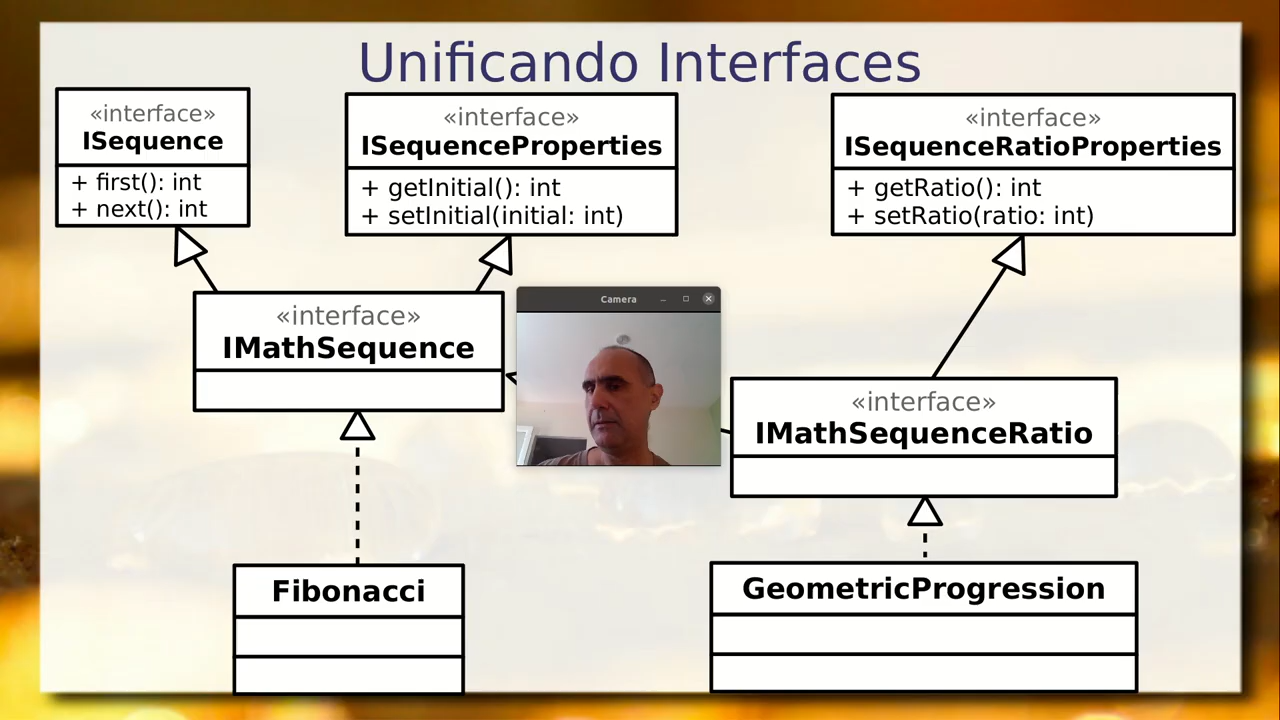 Unificando Interfaces
«interface»
ISequence
+ first(): int
+ next(): int
«interface»
ISequenceProperties
+ getInitial(): int
+ setInitial(initial: int)
«interface»
ISequenceRatioProperties
+ getRatio(): int
+ setRatio(ratio: int)
«interface»
IMathSequence
Camera
«interface»
IMathSequenceRatio
Fibonacci
GeometricProgression